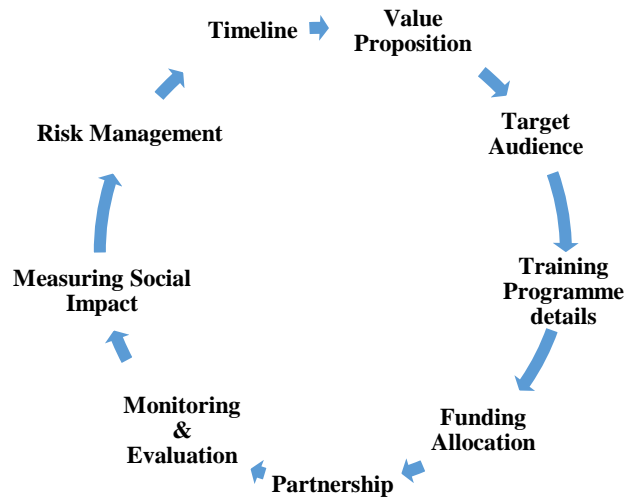 Timeline
Value
Proposition
Target
Audience
Training
Programme
details
Funding
Allocation
Partnership
Monitoring
&
Evaluation
Measuring Social
Impact
Risk Management